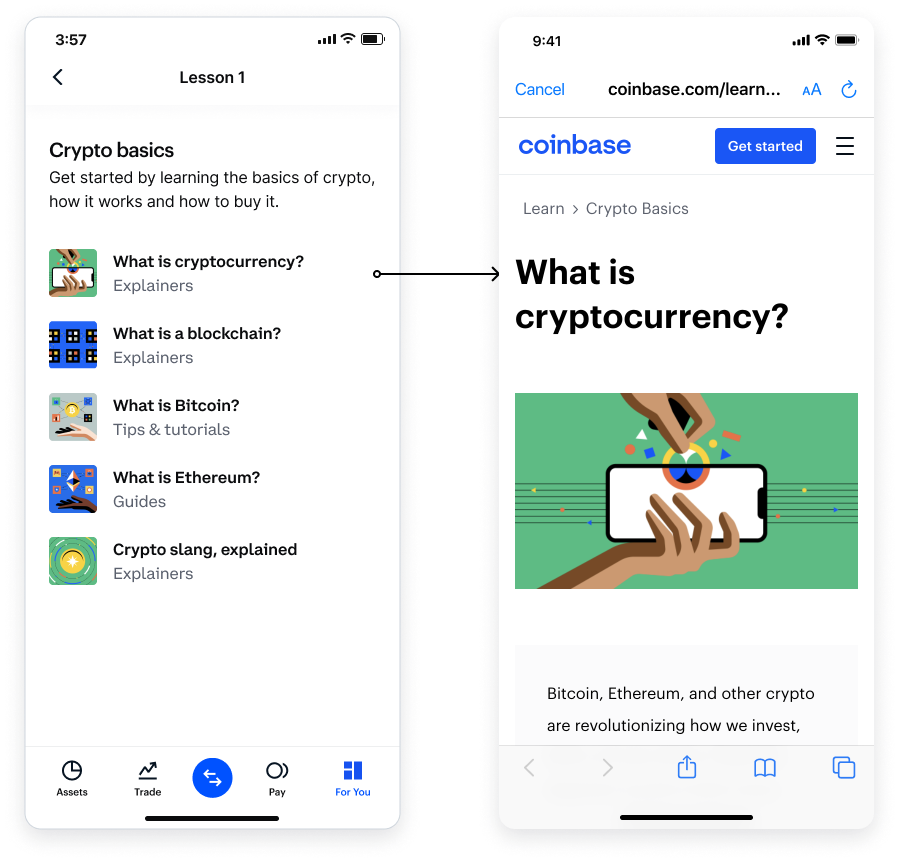 3:57
Lesson 1
Crypto basics
Get started by learning the basics of crypto,
how it works and how to buy it.
What is cryptocurrency?
Explainers
What is a blockchain?
Explainers
What is Bitcoin?
Tips & tutorials
What is Ethereum?
Guides
Crypto slang, explained
Explainers
Assets
Trade
Pay
For You
9:41
Cancel
coinbase.com/learn...
AA
coinbase
Get started
Learn > Crypto Basics
What is
cryptocurrency?
Bitcoin, Ethereum, and other crypto
are revolutionizing how we invest,